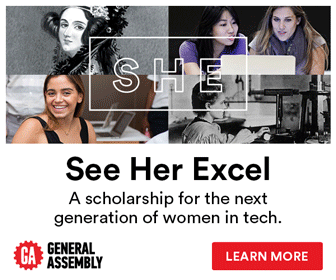 SHE
See Her Excel
A scholarship for the next
generation of women in tech.
GA
GENERAL
ASSEMBLY
LEARN MORE